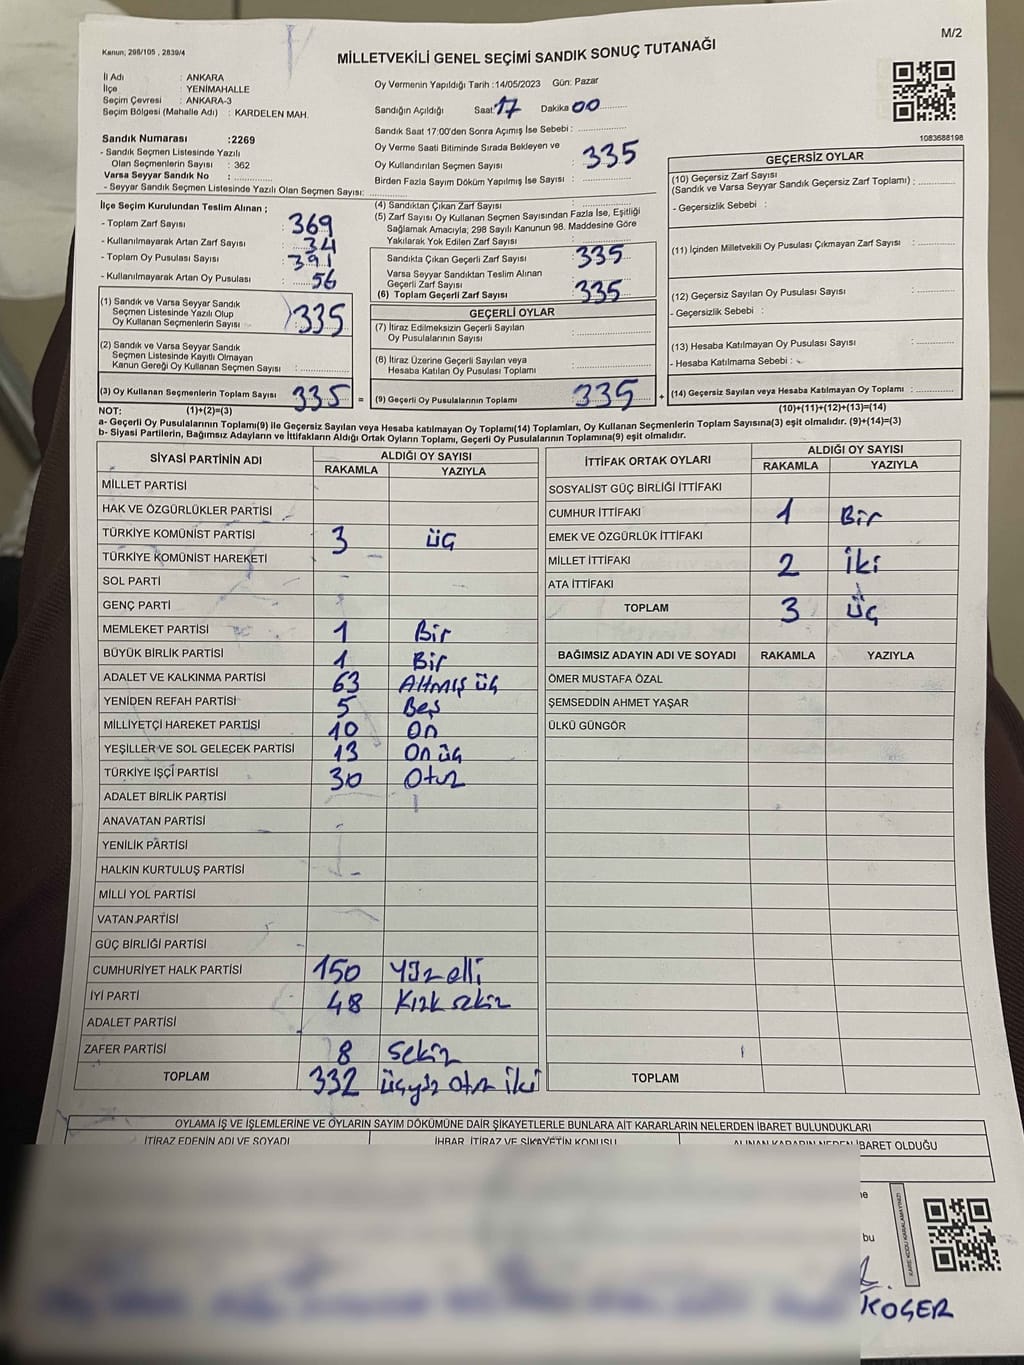 M/2
Kanun; 298/105 , 2839/4
MİLLETVEKİLİ GENEL SEÇİMİ SANDIK SONUÇ TUTANAĞI
İl Adı : ANKARA
İlçe : YENİMAHALLE
Seçim Çevresi : ANKARA-3
Seçim Bölgesi (Mahalle Adı) : KARDELEN MAH.
Oy Vermenin Yapıldığı Tarih :14/05/2023 Gün: Pazar
Sandığın Açıldığı Saat: 17 Dakika 00
Sandık Saat 17:00'den Sonra Açılmış İse Sebebi :
Oy Verme Saati Bitiminde Sırada Bekleyen ve
Oy Kullandırılan Seçmen Sayısı : 335
Birden Fazla Sayım Döküm Yapılmış İse Sayısı :
1083688198
Sandık Numarası :2269
- Sandık Seçmen Listesinde Yazılı
Olan Seçmenlerin Sayısı : 362
Varsa Seyyar Sandık No :
- Seyyar Sandık Seçmen Listesinde Yazılı Olan Seçmen Sayısı:
İlçe Seçim Kurulundan Teslim Alınan ;
- Toplam Zarf Sayısı : 369
- Kullanılmayarak Artan Zarf Sayısı : 34
- Toplam Oy Pusulası Sayısı : 391
- Kullanılmayarak Artan Oy Pusulası : 56
(1) Sandık ve Varsa Seyyar Sandık
Seçmen Listesinde Yazılı Olup
Oy Kullanan Seçmenlerin Sayısı : 335
(2) Sandık ve Varsa Seyyar Sandık
Seçmen Listesinde Kayıtlı Olmayan
Kanun Gereği Oy Kullanan Seçmen Sayısı :
(3) Oy Kullanan Seçmenlerin Toplam Sayısı 335 =
(4) Sandıktan Çıkan Zarf Sayısı :
(5) Zarf Sayısı Oy Kullanan Seçmen Sayısından Fazla İse, Eşitliği
Sağlamak Amacıyla; 298 Sayılı Kanunun 98. Maddesine Göre
Yakılarak Yok Edilen Zarf Sayısı :
Sandıkta Çıkan Geçerli Zarf Sayısı : 335
Varsa Seyyar Sandıktan Teslim Alınan
Geçerli Zarf Sayısı :
(6) Toplam Geçerli Zarf Sayısı : 335
GEÇERLİ OYLAR
(7) İtiraz Edilmeksizin Geçerli Sayılan
Oy Pusulalarının Sayısı :
(8) İtiraz Üzerine Geçerli Sayılan veya
Hesaba Katılan Oy Pusulası Toplamı :
(9) Geçerli Oy Pusulalarının Toplamı : 335 +
GEÇERSİZ OYLAR
(10) Geçersiz Zarf Sayısı
(Sandık ve Varsa Seyyar Sandık Geçersiz Zarf Toplamı) :
- Geçersizlik Sebebi :
(11) İçinden Milletvekili Oy Pusulası Çıkmayan Zarf Sayısı :
(12) Geçersiz Sayılan Oy Pusulası Sayısı :
- Geçersizlik Sebebi :
(13) Hesaba Katılmayan Oy Pusulası Sayısı :
- Hesaba Katılmama Sebebi :
(14) Geçersiz Sayılan veya Hesaba Katılmayan Oy Toplamı :
NOT: (1)+(2)=(3) (10)+(11)+(12)+(13)=(14)
a- Geçerli Oy Pusulalarının Toplamı(9) ile Geçersiz Sayılan veya Hesaba katılmayan Oy Toplamı(14) Toplamları, Oy Kullanan Seçmenlerin Toplam Sayısına(3) eşit olmalıdır. (9)+(14)=(3)
b- Siyasi Partilerin, Bağımsız Adayların ve İttifakların Aldığı Ortak Oyların Toplamı, Geçerli Oy Pusulalarının Toplamına(9) eşit olmalıdır.
SİYASİ PARTİNİN ADI ALDIĞI OY SAYISI
RAKAMLA YAZIYLA
MİLLET PARTİSİ
HAK VE ÖZGÜRLÜKLER PARTİSİ
TÜRKİYE KOMÜNİST PARTİSİ 3 üç
TÜRKİYE KOMÜNİST HAREKETİ
SOL PARTİ
GENÇ PARTİ
MEMLEKET PARTİSİ 1 Bir
BÜYÜK BİRLİK PARTİSİ 1 Bir
ADALET VE KALKINMA PARTİSİ 63 Altmış üç
YENİDEN REFAH PARTİSİ 5 Beş
MİLLİYETÇİ HAREKET PARTİSİ 10 On
YEŞİLLER VE SOL GELECEK PARTİSİ 13 On üç
TÜRKİYE İŞÇİ PARTİSİ 30 Otuz
ADALET BİRLİK PARTİSİ
ANAVATAN PARTİSİ
YENİLİK PARTİSİ
HALKIN KURTULUŞ PARTİSİ
MİLLİ YOL PARTİSİ
VATAN PARTİSİ
GÜÇ BİRLİĞİ PARTİSİ
CUMHURİYET HALK PARTİSİ 150 Yüz elli
İYİ PARTİ 48 Kırk sekiz
ADALET PARTİSİ
ZAFER PARTİSİ 8 Sekiz
TOPLAM 332 üçyüz otuz iki
İTTİFAK ORTAK OYLARI ALDIĞI OY SAYISI
RAKAMLA YAZIYLA
SOSYALİST GÜÇ BİRLİĞİ İTTİFAKI
CUMHUR İTTİFAKI 1 Bir
EMEK VE ÖZGÜRLÜK İTTİFAKI
MİLLET İTTİFAKI 2 iki
ATA İTTİFAKI
TOPLAM 3 üç
BAĞIMSIZ ADAYIN ADI VE SOYADI RAKAMLA YAZIYLA
ÖMER MUSTAFA ÖZAL
ŞEMSEDDİN AHMET YAŞAR
ÜLKÜ GÜNGÖR
TOPLAM
OYLAMA İŞ VE İŞLEMLERİNE VE OYLARIN SAYIM DÖKÜMÜNE DAİR ŞİKAYETLERLE BUNLARA AİT KARARLARIN NELERDEN İBARET BULUNDUKLARI
İTİRAZ EDENİN ADI VE SOYADI İHBAR, İTİRAZ VE ŞİKAYETİN KONUSU ALINAN KARARIN NEDEN İBARET OLDUĞU
bu
KARE KODU KARALAMAYINIZ!
KOÇER